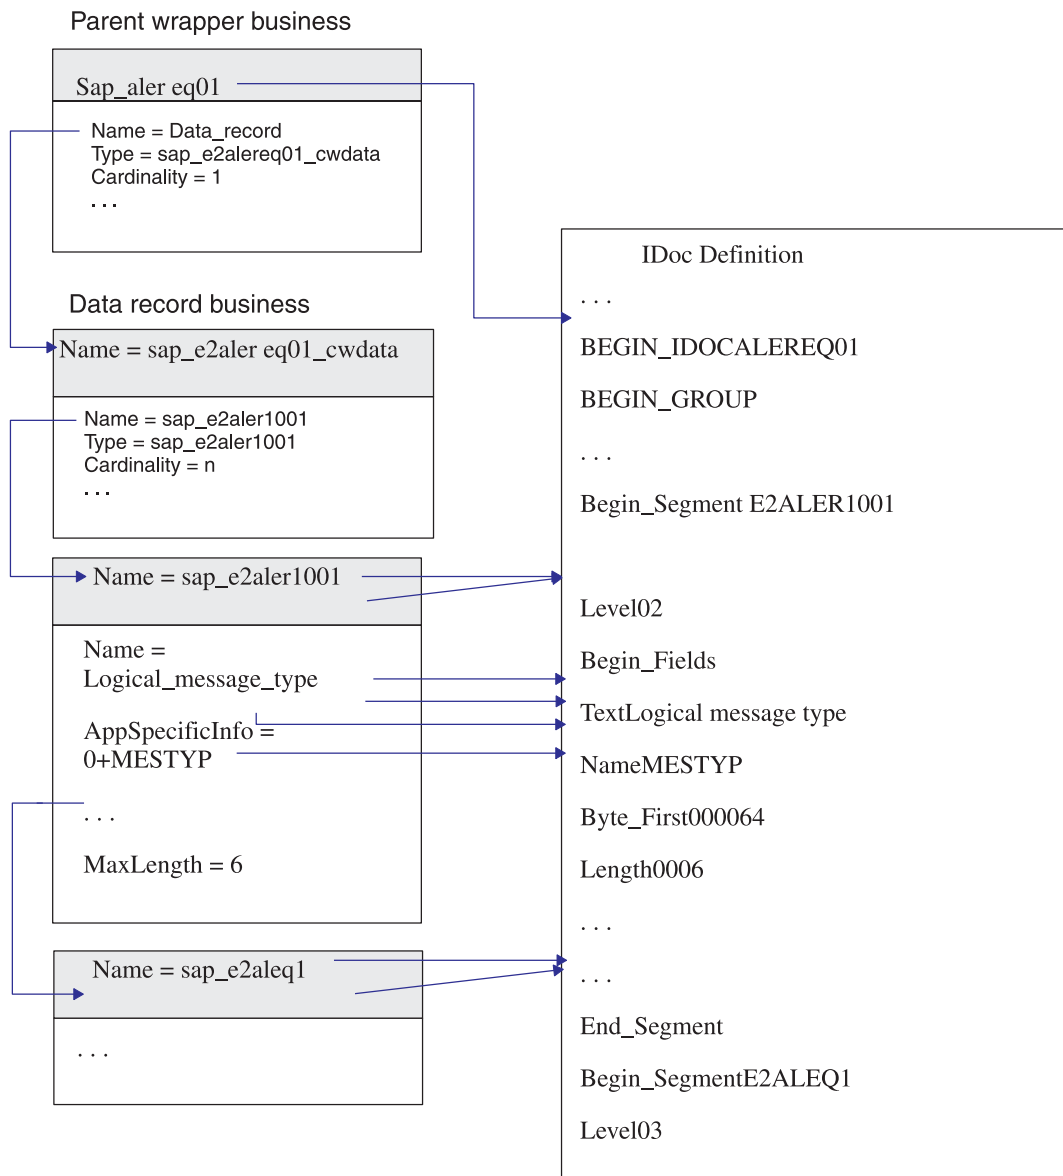 Parent wrapper business
Sap_aler eq01
Name = Data_record
Type = sap_e2alereq01_cwdata
Cardinality = 1
. . .
Data record business
Name = sap_e2aler eq01_cwdata
Name = sap_e2aler1001
Type = sap_e2aler1001
Cardinality = n
. . .
Name = sap_e2aler1001
Name =
Logical_message_type
AppSpecificInfo =
0+MESTYP
. . .
MaxLength = 6
Name = sap_e2aleq1
. . .
IDoc Definition
. . .
BEGIN_IDOCALEREQ01
BEGIN_GROUP
. . .
Begin_Segment E2ALER1001
Level02
Begin_Fields
TextLogical message type
NameMESTYP
Byte_First000064
Length0006
. . .
. . .
End_Segment
Begin_SegmentE2ALEQ1
Level03